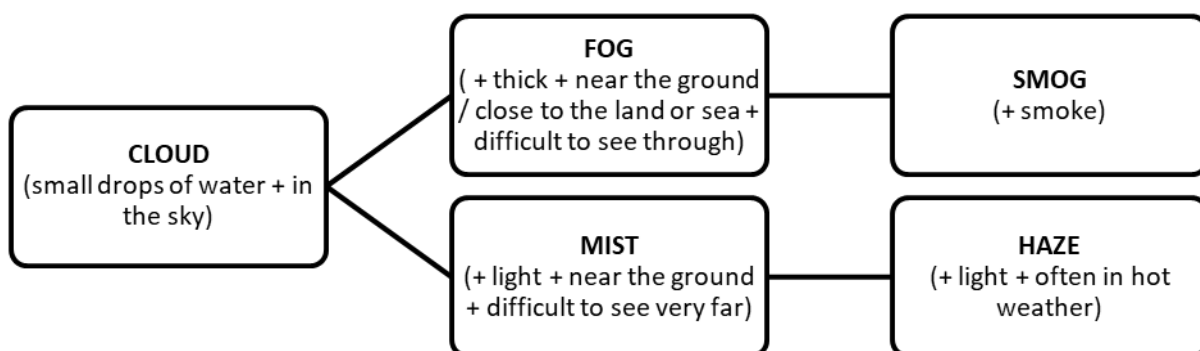 CLOUD
(small drops of water + in
the sky)
FOG
( + thick + near the ground
/ close to the land or sea +
difficult to see through)
SMOG
(+ smoke)
MIST
(+ light + near the ground
+ difficult to see very far)
HAZE
(+ light + often in hot
weather)